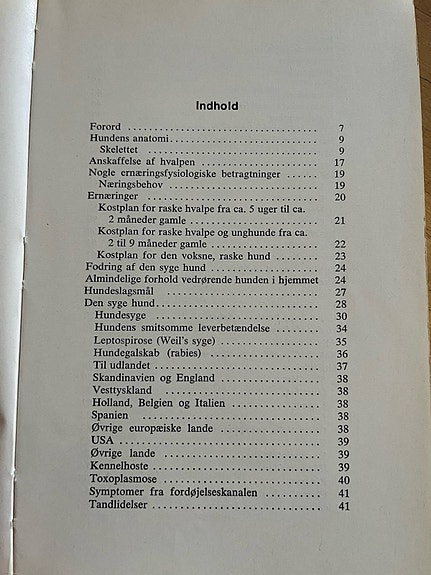 Indhold
Forord ................................ 7
Hundens anatomi ................................ 9
Skelettet ................................ 9
Anskaffelse af hvalpen ................................ 17
Nogle ernæringsfysiologiske betragtninger ........ 19
Næringsbehov ................................ 19
Ernæringer ................................ 20
Kostplan for raske hvalpe fra ca. 5 uger til ca.
2 måneder gamle ................................ 21
Kostplan for raske hvalpe og unghunde fra ca.
2 til 9 måneder gamle ................................ 22
Kostplan for den voksne, raske hund ........ 23
Fodring af den syge hund ................................ 24
Almindelige forhold vedrørende hunden i hjemmet 24
Hundeslagsmål ................................ 27
Den syge hund ................................ 28
Hundesyge ................................ 30
Hundens smitsomme leverbetændelse ........ 34
Leptospirose (Weil's syge) ................................ 35
Hundegalskab (rabies) ................................ 36
Til udlandet ................................ 37
Skandinavien og England ................................ 38
Vesttyskland ................................ 38
Holland, Belgien og Italien ................................ 38
Spanien ................................ 38
Øvrige europæiske lande ................................ 38
USA ................................ 39
Øvrige lande ................................ 39
Kennelhoste ................................ 39
Toxoplasmose ................................ 40
Symptomer fra fordøjelseskanalen ........ 41
Tandlidelser ................................ 41